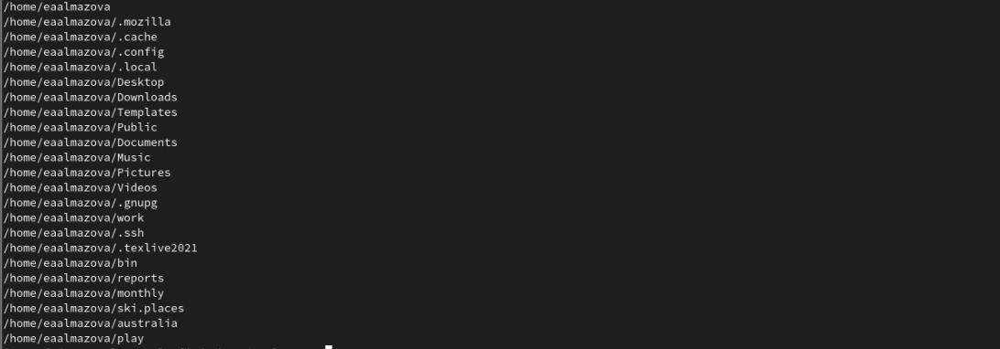 /home/eaalmazova
/home/eaalmazova/.mozilla
/home/eaalmazova/.cache
/home/eaalmazova/.config
/home/eaalmazova/.local
/home/eaalmazova/Desktop
/home/eaalmazova/Downloads
/home/eaalmazova/Templates
/home/eaalmazova/Public
/home/eaalmazova/Documents
/home/eaalmazova/Music
/home/eaalmazova/Pictures
/home/eaalmazova/Videos
/home/eaalmazova/.gnupg
/home/eaalmazova/work
/home/eaalmazova/.ssh
/home/eaalmazova/.texlive2021
/home/eaalmazova/bin
/home/eaalmazova/reports
/home/eaalmazova/monthly
/home/eaalmazova/ski.places
/home/eaalmazova/australia
/home/eaalmazova/play